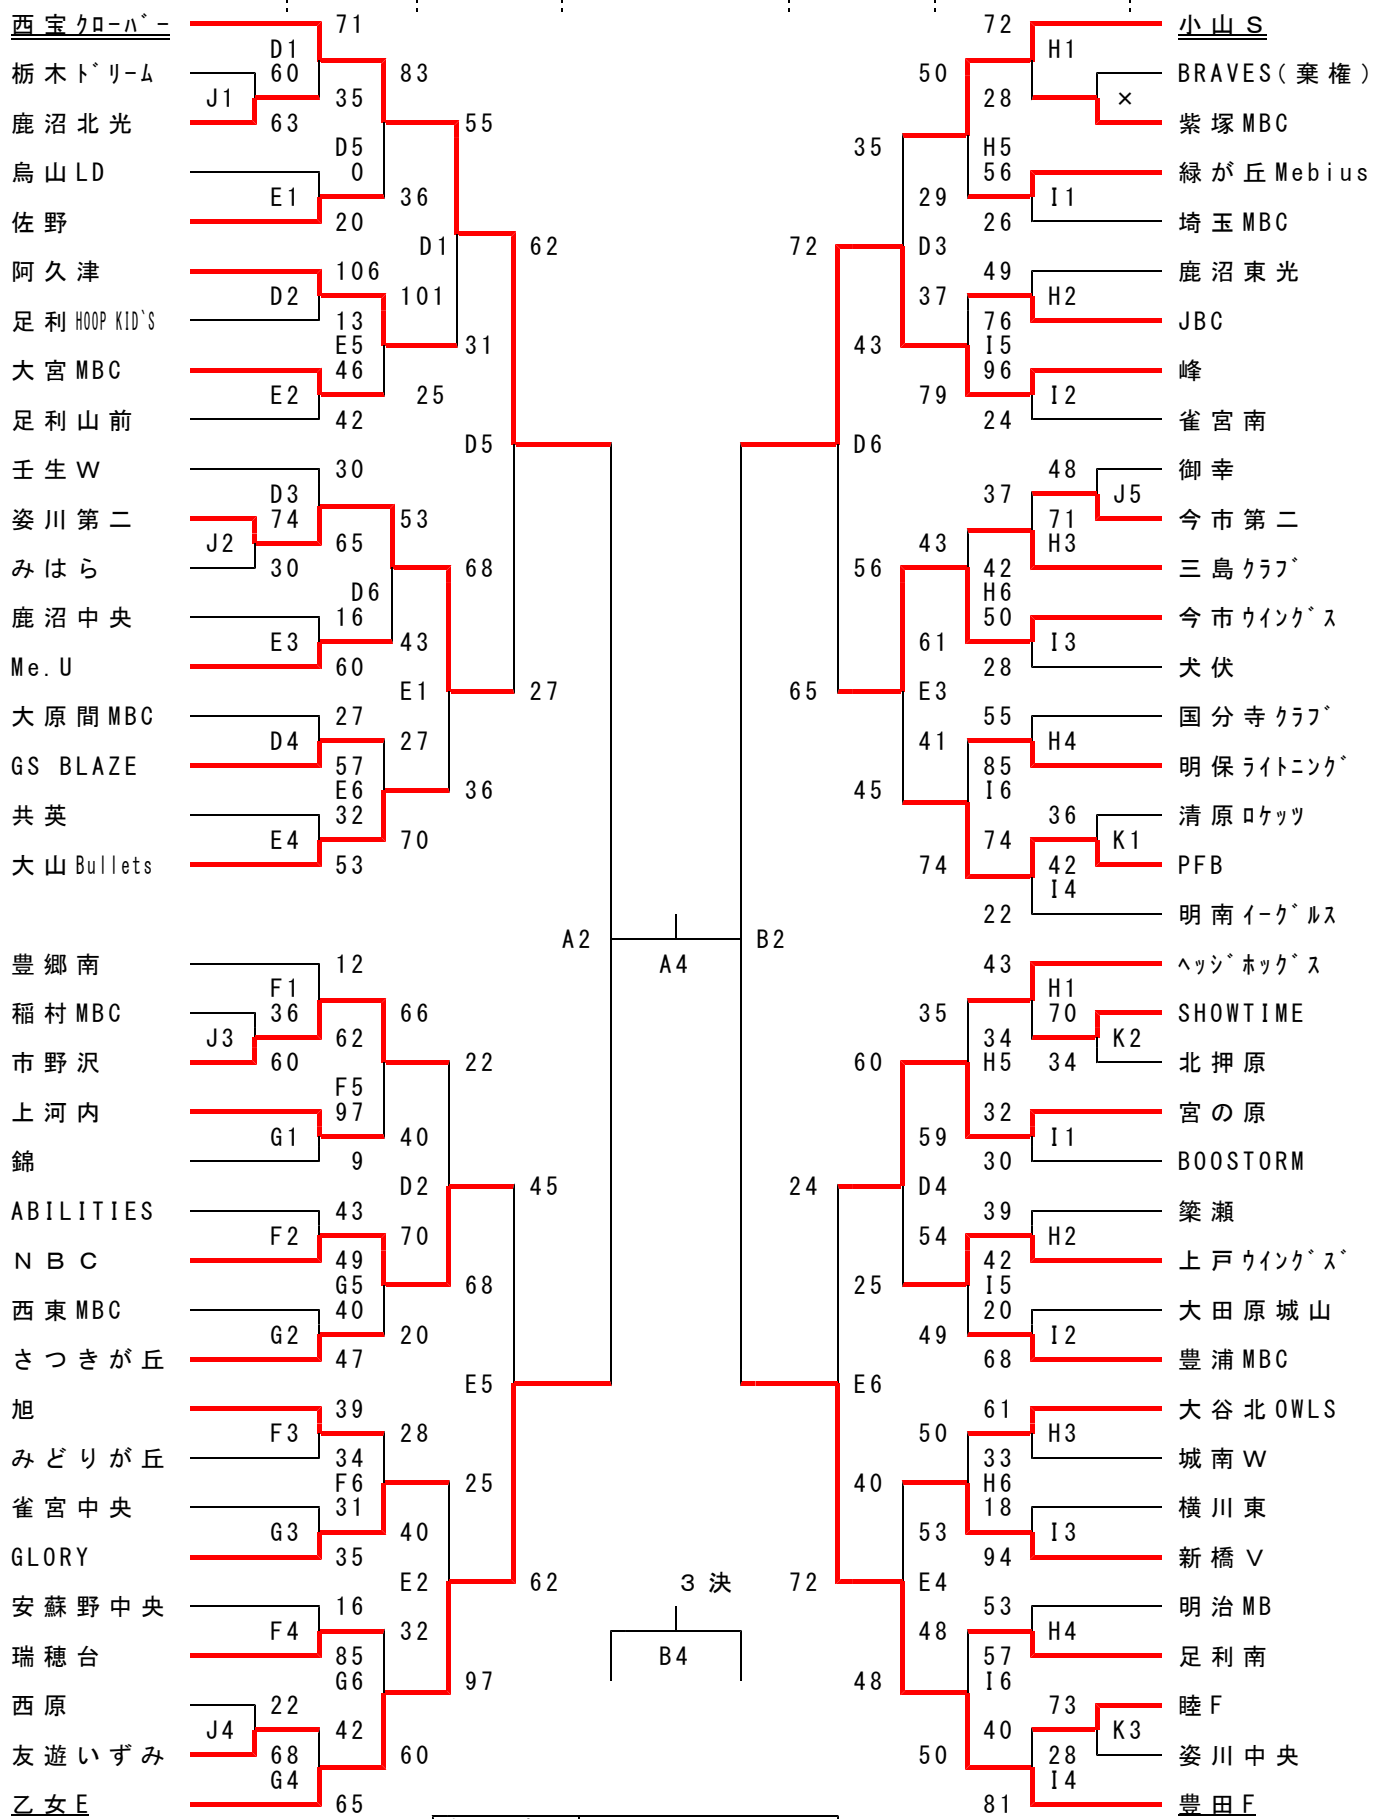 西宝クローバー 71 72 小山S
D1 H1
栃木ドリーム 60 83 50 BRAVES(棄権)
J1 35 28 ×
鹿沼北光 63 55 紫塚MBC
D5 35 H5
烏山LD 0 56 緑が丘Mebius
E1 36 29 I1
佐野 20 26 埼玉MBC
D1 62 72 D3
阿久津 106 49 鹿沼東光
D2 101 37 H2
足利HOOP KID`S 13 76 JBC
E5 31 43 I5
大宮MBC 46 96 峰
E2 25 79 I2
足利山前 42 24 雀宮南
D5 D6
壬生W 30 48 御幸
D3 37 J5
姿川第二 74 53 71 今市第二
J2 65 43 H3
みはら 30 68 56 42 三島クラブ
D6 H6
鹿沼中央 16 50 今市ウイングス
E3 43 61 I3
Me.U 60 28 犬伏
E1 27 65 E3
大原間MBC 27 55 国分寺クラブ
D4 27 41 H4
GS BLAZE 57 85 明保ライトニング
E6 36 45 I6
共英 32 36 清原ロケッツ
E4 70 74 K1
大山Bullets 53 74 42 PFB
I4
22 明南イーグルス
A2 B2
A4
豊郷南 12 43 ヘッジホッグス
F1 H1
稲村MBC 36 66 35 70 SHOWTIME
J3 62 34 K2
市野沢 60 22 60 H5 34 北押原
F5
上河内 97 32 宮の原
G1 40 59 I1
錦 9 30 BOOSTORM
D2 45 24 D4
ABILITIES 43 39 簗瀬
F2 70 54 H2
NBC 49 42 上戸ウイングズ
G5 68 25 I5
西東MBC 40 20 大田原城山
G2 20 49 I2
さつきが丘 47 68 豊浦MBC
E5 E6
旭 39 61 大谷北OWLS
F3 28 50 H3
みどりが丘 34 33 城南W
F6 25 40 H6
雀宮中央 31 18 横川東
G3 40 53 I3
GLORY 35 94 新橋V
E2 62 3決 72 E4
安蘇野中央 16 53 明治MB
F4 32 48 H4
瑞穂台 85 B4 57 足利南
G6 97 48 I6
西原 22 73 睦F
J4 42 40 K3
友遊いずみ 68 60 50 28 姿川中央
G4 I4
乙女E 65 81 豊田F